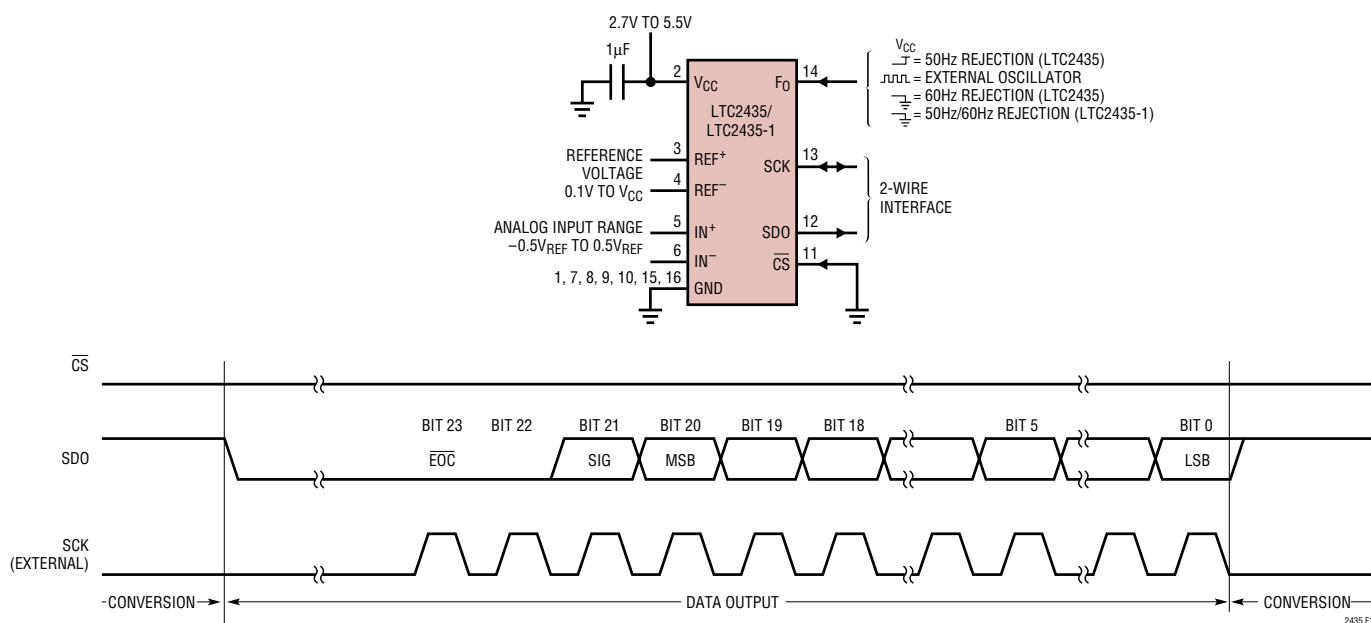 2.7V TO 5.5V
1μF
2
VCC
14
FO
VCC
= 50Hz REJECTION (LTC2435)
= EXTERNAL OSCILLATOR
= 60Hz REJECTION (LTC2435)
= 50Hz/60Hz REJECTION (LTC2435-1)
LTC2435/
LTC2435-1
REFERENCE
VOLTAGE
0.1V TO VCC
3
REF+
4
REF−
SCK
13
2-WIRE
INTERFACE
ANALOG INPUT RANGE
−0.5VREF TO 0.5VREF
5
IN+
6
IN−
SDO
12
CS
11
1, 7, 8, 9, 10, 15, 16
GND
CS
BIT 23 BIT 22 BIT 21 BIT 20 BIT 19 BIT 18 BIT 5 BIT 0
SDO
EOC SIG MSB LSB
SCK
(EXTERNAL)
CONVERSION DATA OUTPUT CONVERSION